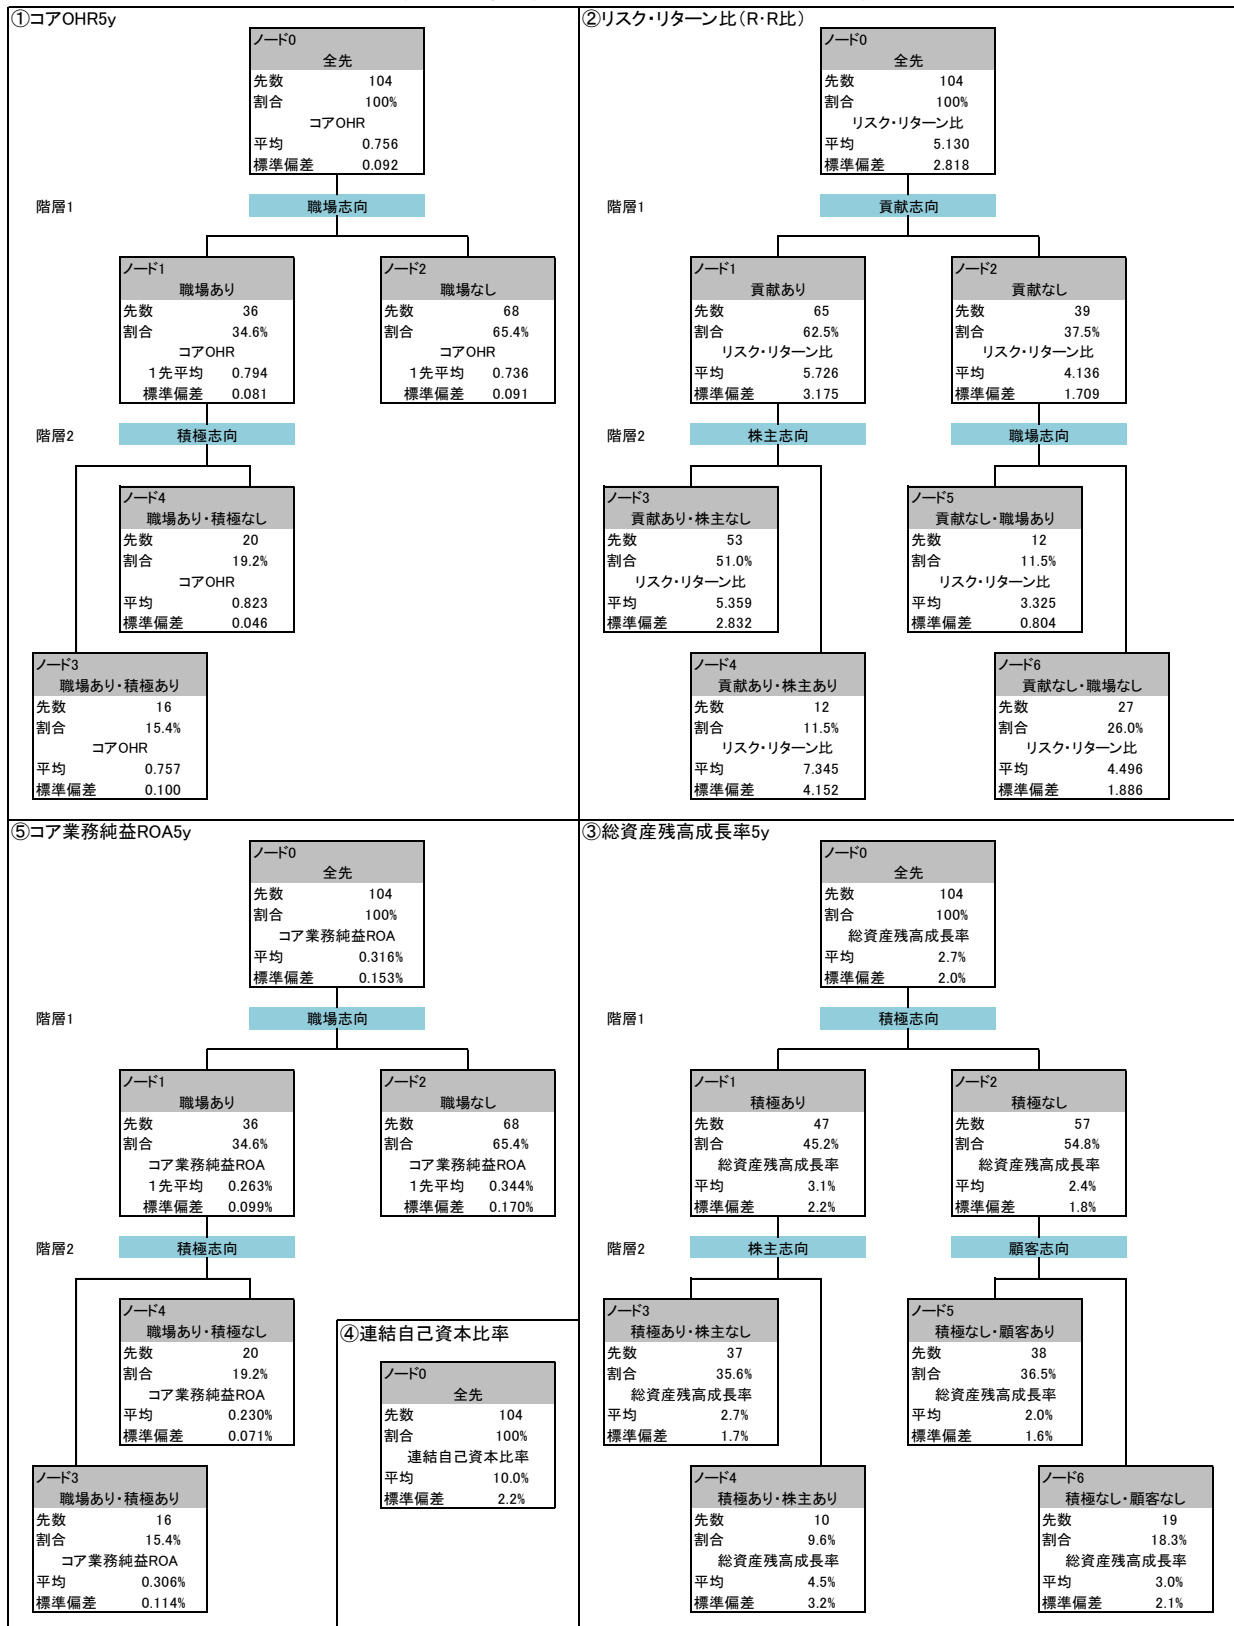 ①コアOHR5y
ノード0
全先
先数 104
割合 100%
コアOHR
平均 0.756
標準偏差 0.092
階層1
職場志向
ノード1
職場あり
先数 36
割合 34.6%
コアOHR
1先平均 0.794
標準偏差 0.081
ノード2
職場なし
先数 68
割合 65.4%
コアOHR
1先平均 0.736
標準偏差 0.091
階層2
積極志向
ノード4
職場あり・積極なし
先数 20
割合 19.2%
コアOHR
平均 0.823
標準偏差 0.046
ノード3
職場あり・積極あり
先数 16
割合 15.4%
コアOHR
平均 0.757
標準偏差 0.100
②リスク・リターン比(R・R比)
ノード0
全先
先数 104
割合 100%
リスク・リターン比
平均 5.130
標準偏差 2.818
階層1
貢献志向
ノード1
貢献あり
先数 65
割合 62.5%
リスク・リターン比
平均 5.726
標準偏差 3.175
ノード2
貢献なし
先数 39
割合 37.5%
リスク・リターン比
平均 4.136
標準偏差 1.709
階層2
株主志向
職場志向
ノード3
貢献あり・株主なし
先数 53
割合 51.0%
リスク・リターン比
平均 5.359
標準偏差 2.832
ノード5
貢献なし・職場あり
先数 12
割合 11.5%
リスク・リターン比
平均 3.325
標準偏差 0.804
ノード4
貢献あり・株主あり
先数 12
割合 11.5%
リスク・リターン比
平均 7.345
標準偏差 4.152
ノード6
貢献なし・職場なし
先数 27
割合 26.0%
リスク・リターン比
平均 4.496
標準偏差 1.886
⑤コア業務純益ROA5y
ノード0
全先
先数 104
割合 100%
コア業務純益ROA
平均 0.316%
標準偏差 0.153%
階層1
職場志向
ノード1
職場あり
先数 36
割合 34.6%
コア業務純益ROA
1先平均 0.263%
標準偏差 0.099%
ノード2
職場なし
先数 68
割合 65.4%
コア業務純益ROA
1先平均 0.344%
標準偏差 0.170%
階層2
積極志向
ノード4
職場あり・積極なし
先数 20
割合 19.2%
コア業務純益ROA
平均 0.230%
標準偏差 0.071%
ノード3
職場あり・積極あり
先数 16
割合 15.4%
コア業務純益ROA
平均 0.306%
標準偏差 0.114%
④連結自己資本比率
ノード0
全先
先数 104
割合 100%
連結自己資本比率
平均 10.0%
標準偏差 2.2%
③総資産残高成長率5y
ノード0
全先
先数 104
割合 100%
総資産残高成長率
平均 2.7%
標準偏差 2.0%
階層1
積極志向
ノード1
積極あり
先数 47
割合 45.2%
総資産残高成長率
平均 3.1%
標準偏差 2.2%
ノード2
積極なし
先数 57
割合 54.8%
総資産残高成長率
平均 2.4%
標準偏差 1.8%
階層2
株主志向
顧客志向
ノード3
積極あり・株主なし
先数 37
割合 35.6%
総資産残高成長率
平均 2.7%
標準偏差 1.7%
ノード5
積極なし・顧客あり
先数 38
割合 36.5%
総資産残高成長率
平均 2.0%
標準偏差 1.6%
ノード4
積極あり・株主あり
先数 10
割合 9.6%
総資産残高成長率
平均 4.5%
標準偏差 3.2%
ノード6
積極なし・顧客なし
先数 19
割合 18.3%
総資産残高成長率
平均 3.0%
標準偏差 2.1%